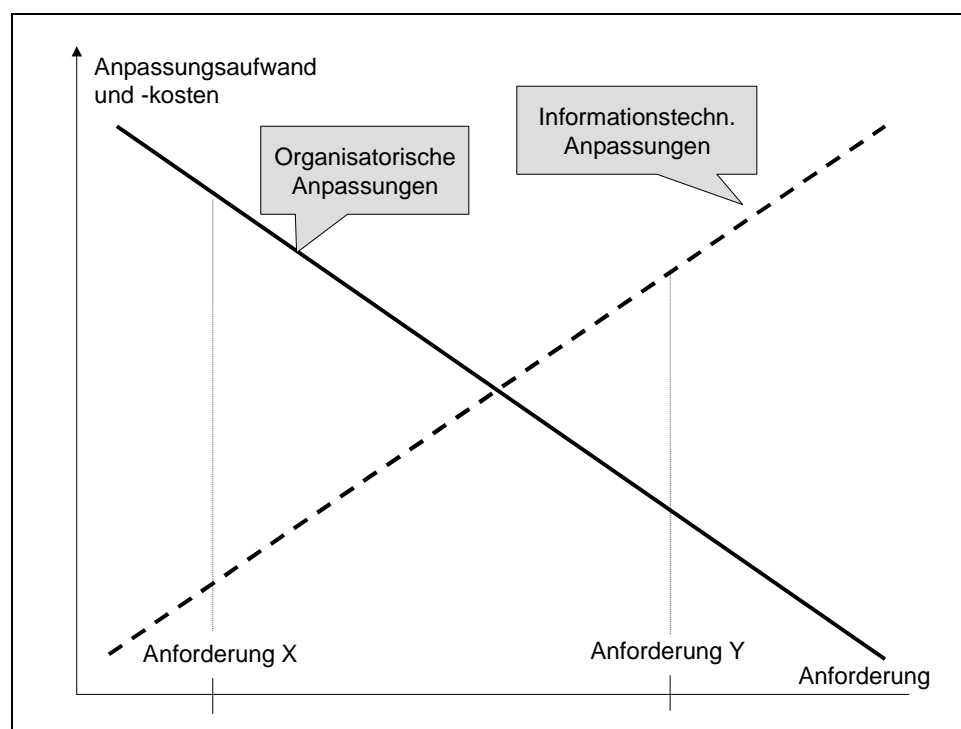 Anpassungsaufwand
und -kosten
Organisatorische
Anpassungen
Informationstechn.
Anpassungen
Anforderung X
Anforderung Y
Anforderung